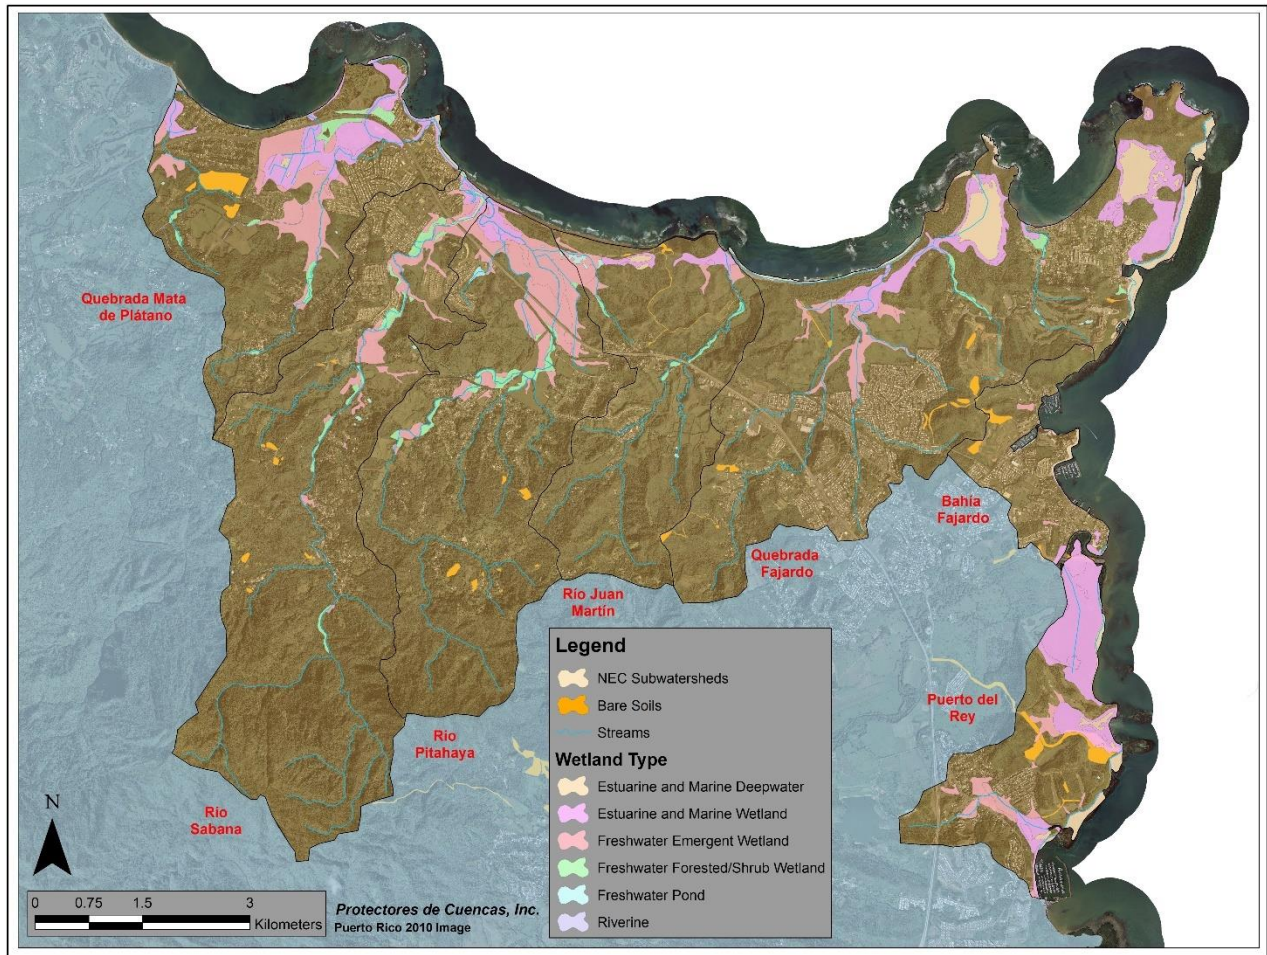 Quebrada Mata
de Plátano
Bahía
Fajardo
Quebrada
Fajardo
Río Juan
Martín
Puerto del
Rey
Rio
Pitahaya
Rio
Sabana
Legend
NEC Subwatersheds
Bare Soils
Streams
Wetland Type
Estuarine and Marine Deepwater
Estuarine and Marine Wetland
Freshwater Emergent Wetland
Freshwater Forested/Shrub Wetland
Freshwater Pond
Riverine
N
0 0.75 1.5 3
Kilometers
Protectores de Cuencas, Inc.
Puerto Rico 2010 Image